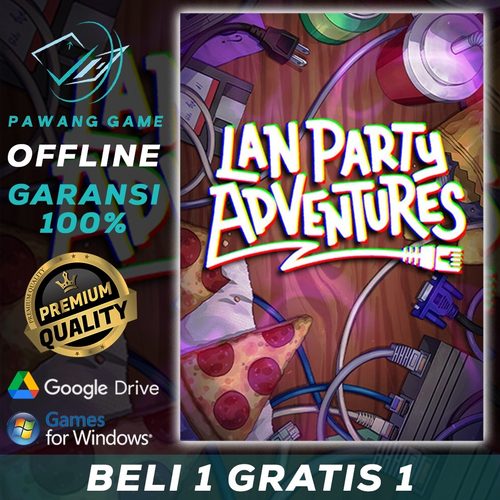 PAWANG GAME
OFFLINE
GARANSI
100%
PREMIUM
QUALITY
Google Drive
Games
for Windows
LAN PARTY
ADVENTURES
BELI 1 GRATIS 1